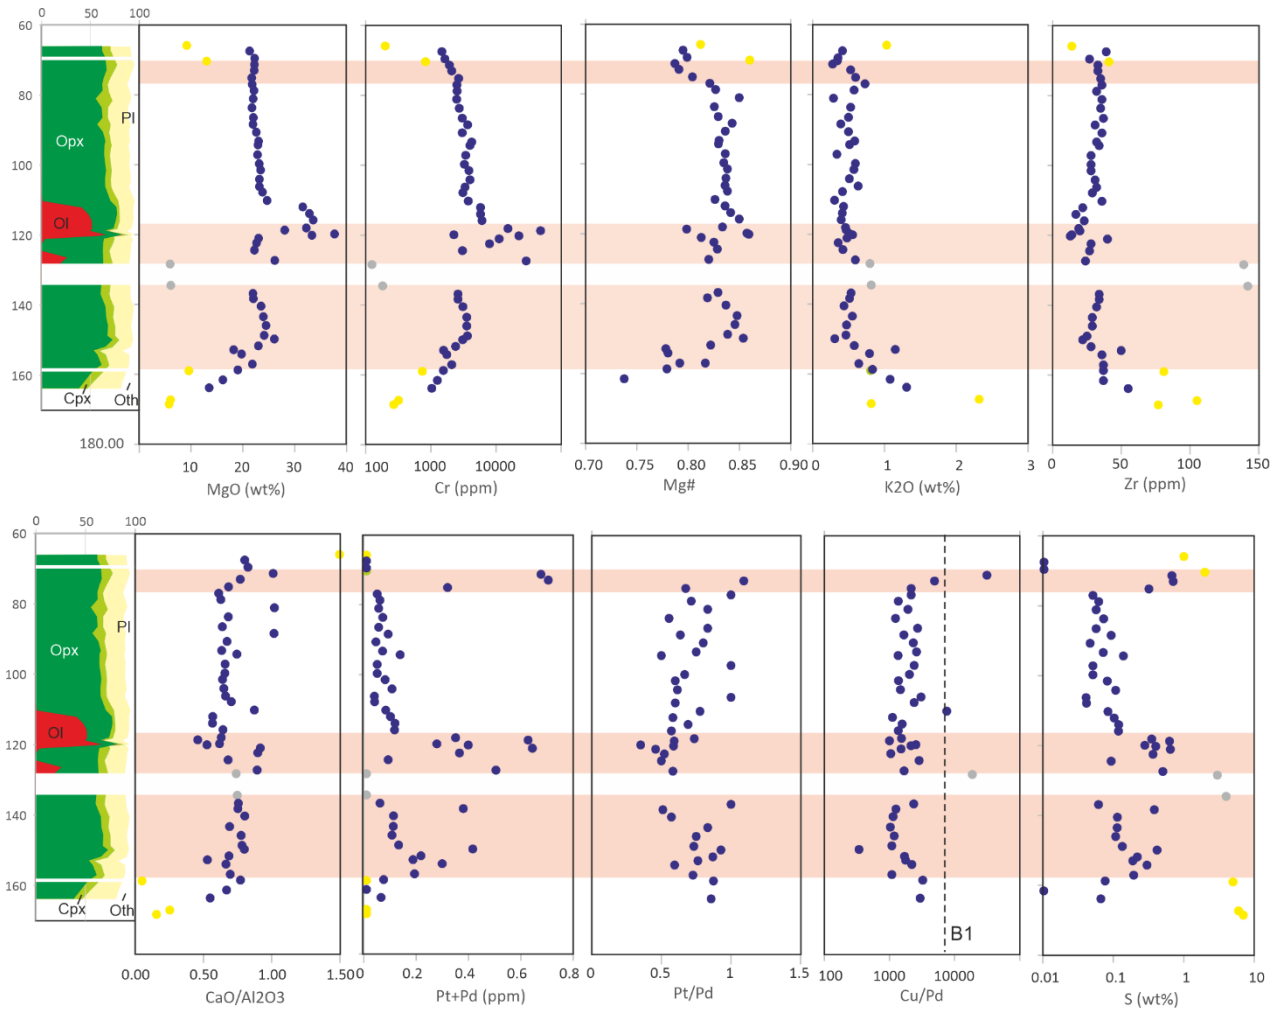 0 50 100
60
80
100
120
140
160
180.00
Opx
Pl
Ol
Cpx
Oth
10 20 30 40
MgO (wt%)
100 1000 10000
Cr (ppm)
0.70 0.80 0.85 0.90
Mg#
0 1 2 3
K2O (wt%)
0 50 100 150
Zr (ppm)
0 50 100
60
80
100
120
140
160
Opx
Pl
Ol
Cpx
Oth
0.00 0.50 1.00 1.50
CaO/Al2O3
0 0.2 0.4 0.6 0.8
Pt+Pd (ppm)
0 0.5 1 1.5
Pt/Pd
B1
100 1000 10000
Cu/Pd
0.01 0.1 1 10
S (wt%)